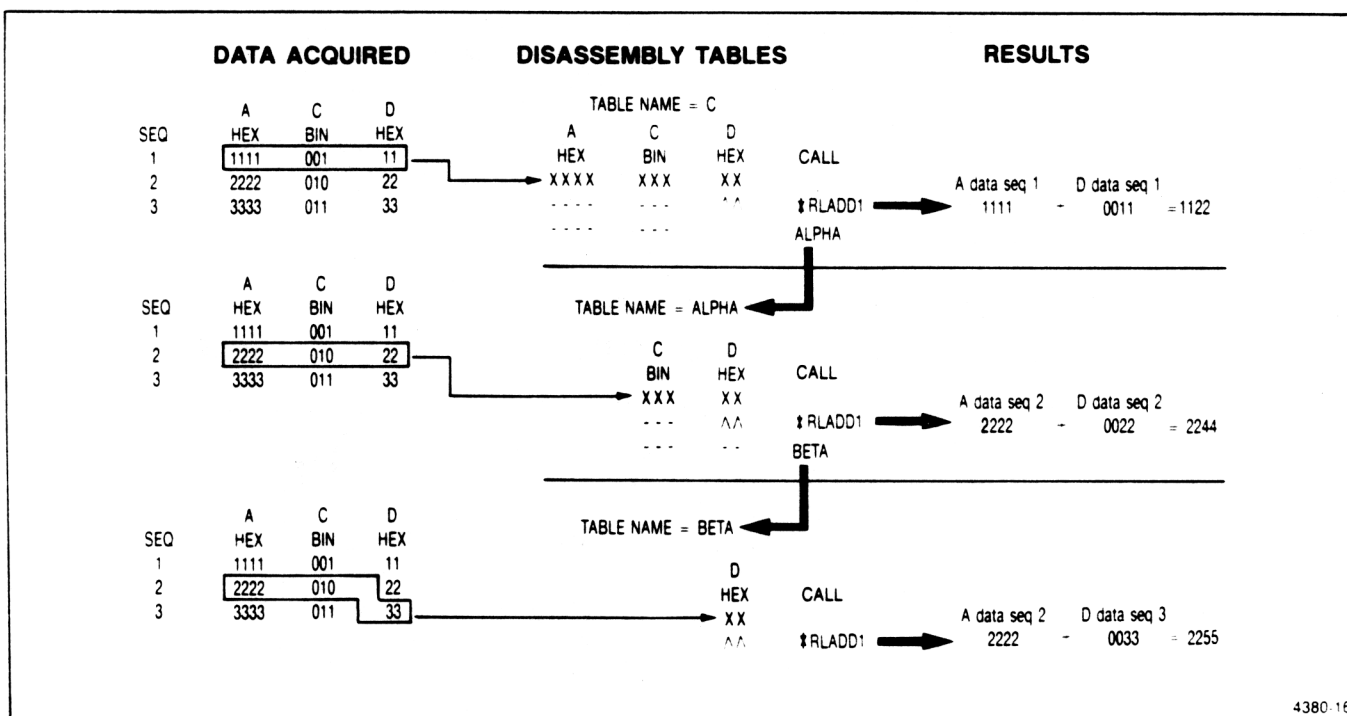 DATA ACQUIRED DISASSEMBLY TABLES RESULTS
TABLE NAME = C
A C D
SEQ HEX BIN HEX
1 1111 001 11
2 2222 010 22
3 3333 011 33
A C D
HEX BIN HEX CALL
XXXX XXX XX
---- --- ^^ ‡RLADD1
---- --- ALPHA
A data seq 1 D data seq 1
1111 - 0011 =1122
A C D
SEQ HEX BIN HEX
1 1111 001 11
2 2222 010 22
3 3333 011 33
TABLE NAME = ALPHA
C D
BIN HEX CALL
XXX XX
--- ^^ ‡RLADD1
--- -- BETA
A data seq 2 D data seq 2
2222 - 0022 = 2244
A C D
SEQ HEX BIN HEX
1 1111 001 11
2 2222 010 22
3 3333 011 33
TABLE NAME = BETA
D
HEX CALL
XX
^^ ‡RLADD1
A data seq 2 D data seq 3
2222 - 0033 = 2255
4380-16